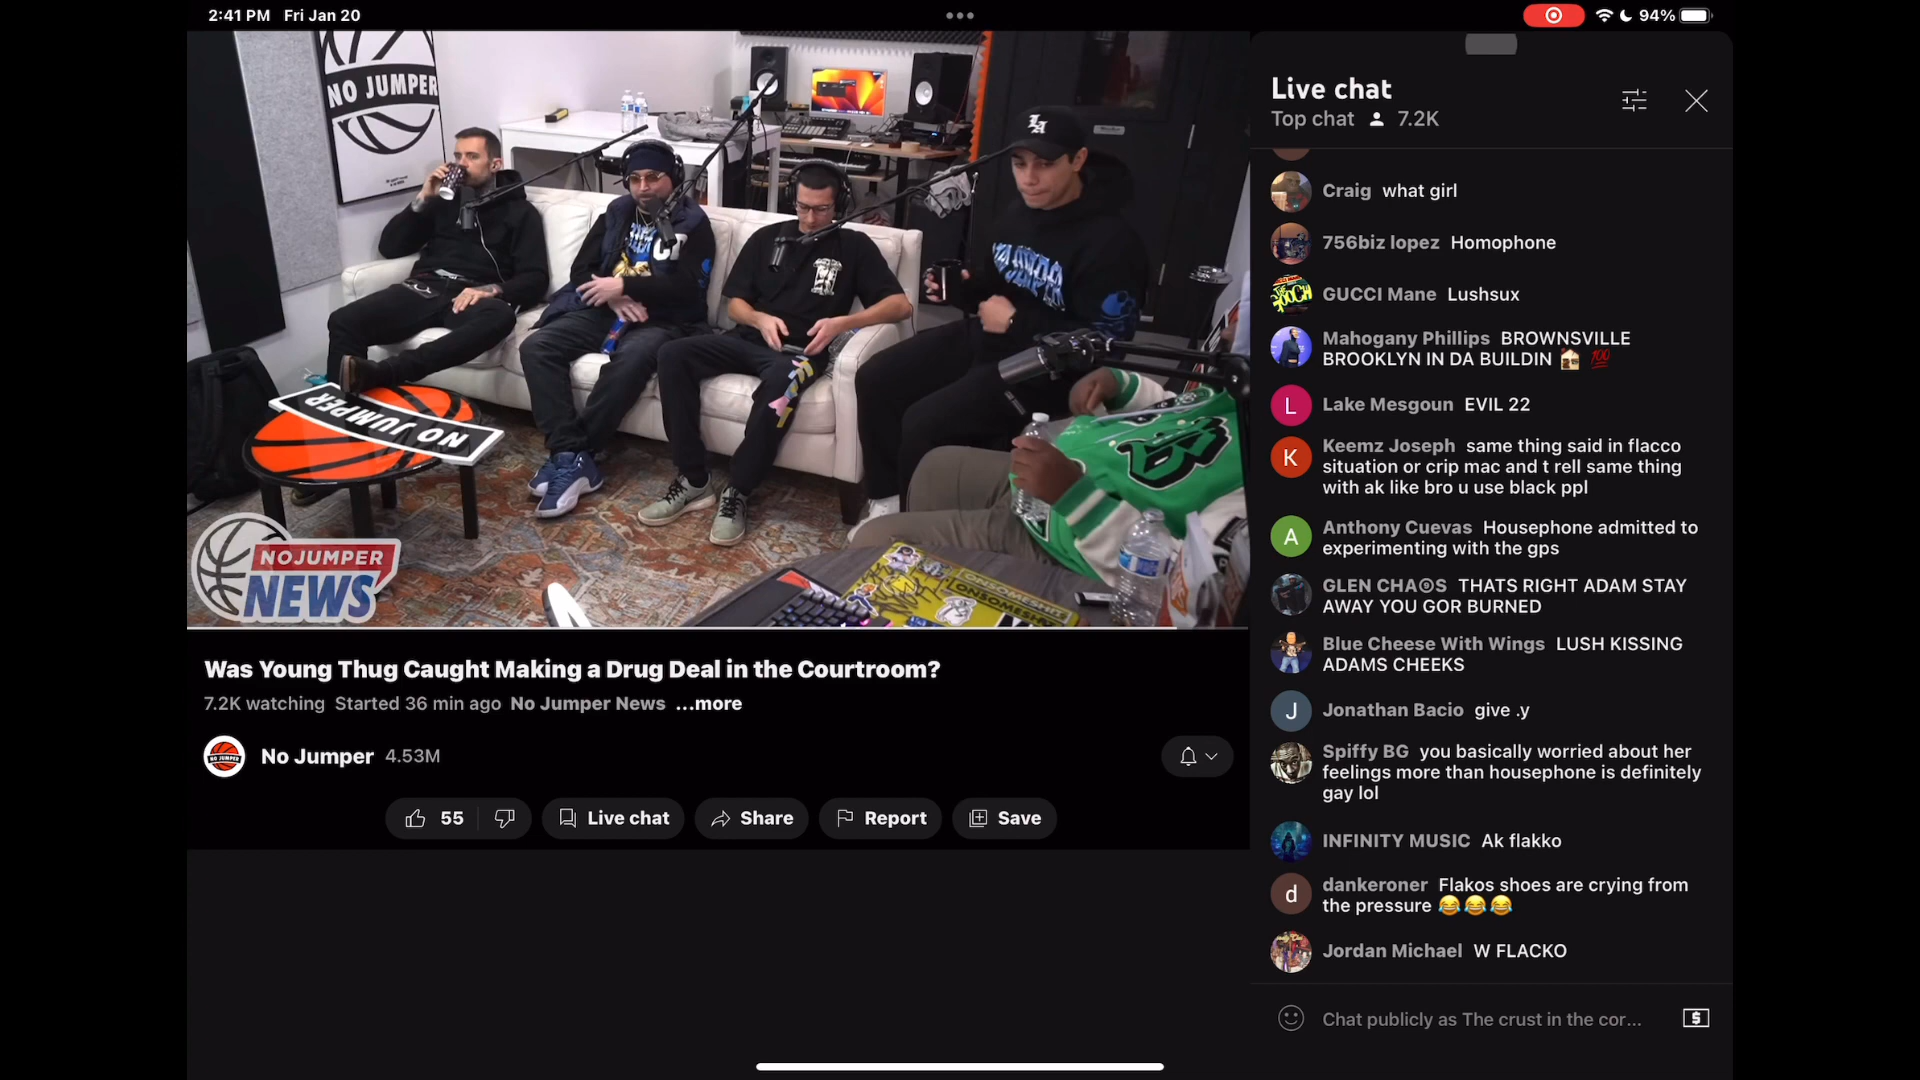 2:41 PM Fri Jan 20
94%
NO JUMPER
LA
NO JUMPER
NOJUMPER
NEWS
ONSOMESHIT
Was Young Thug Caught Making a Drug Deal in the Courtroom?
7.2K watching Started 36 min ago No Jumper News ...more
No Jumper 4.53M
55
Live chat
Share
Report
Save
Live chat
Top chat 7.2K
Craig what girl
756biz lopez Homophone
GUCCI Mane Lushsux
Mahogany Phillips BROWNSVILLE
BROOKLYN IN DA BUILDIN 🏠 💯
L
Lake Mesgoun EVIL 22
K
Keemz Joseph same thing said in flacco
situation or crip mac and t rell same thing
with ak like bro u use black ppl
A
Anthony Cuevas Housephone admitted to
experimenting with the gps
GLEN CHA⊙S THATS RIGHT ADAM STAY
AWAY YOU GOR BURNED
Blue Cheese With Wings LUSH KISSING
ADAMS CHEEKS
J
Jonathan Bacio give .y
Spiffy BG you basically worried about her
feelings more than housephone is definitely
gay lol
INFINITY MUSIC Ak flakko
d
dankeroner Flakos shoes are crying from
the pressure 😂😂😂
Jordan Michael W FLACKO
Chat publicly as The crust in the cor...
$